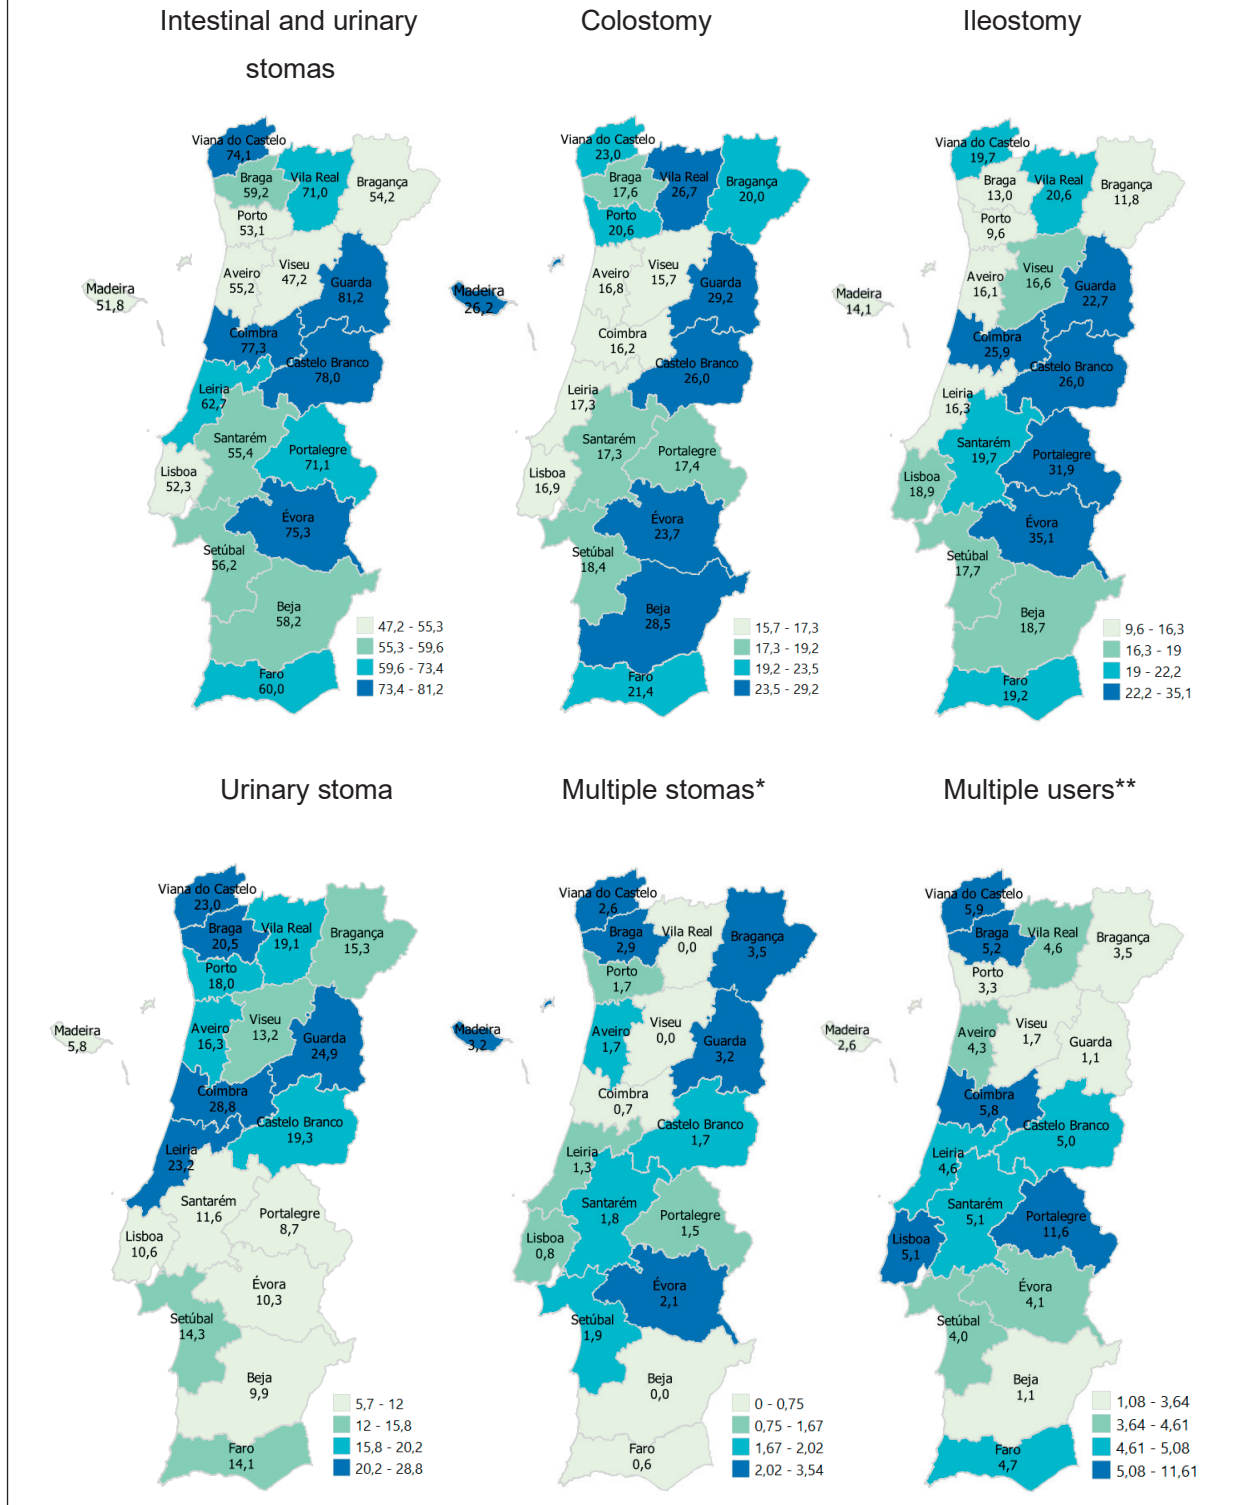 Intestinal and urinary
stomas
Viana do Castelo
74,1
Braga
59,2
Vila Real
71,0
Bragança
54,2
Porto
53,1
Aveiro
55,2
Viseu
47,2
Guarda
81,2
Madeira
51,8
Coimbra
77,3
Castelo Branco
78,0
Leiria
62,7
Santarém
55,4
Portalegre
71,1
Lisboa
52,3
Évora
75,3
Setúbal
56,2
Beja
58,2
Faro
60,0
47,2 - 55,3
55,3 - 59,6
59,6 - 73,4
73,4 - 81,2
Colostomy
Viana do Castelo
23,0
Braga
17,6
Vila Real
26,7
Bragança
20,0
Porto
20,6
Aveiro
16,8
Viseu
15,7
Guarda
29,2
Madeira
26,2
Coimbra
16,2
Castelo Branco
26,0
Leiria
17,3
Santarém
17,3
Portalegre
17,4
Lisboa
16,9
Évora
23,7
Setúbal
18,4
Beja
28,5
Faro
21,4
15,7 - 17,3
17,3 - 19,2
19,2 - 23,5
23,5 - 29,2
Ileostomy
Viana do Castelo
19,7
Braga
13,0
Vila Real
20,6
Bragança
11,8
Porto
9,6
Aveiro
16,1
Viseu
16,6
Guarda
22,7
Madeira
14,1
Coimbra
25,9
Castelo Branco
26,0
Leiria
16,3
Santarém
19,7
Portalegre
31,9
Lisboa
18,9
Évora
35,1
Setúbal
17,7
Beja
18,7
Faro
19,2
9,6 - 16,3
16,3 - 19
19 - 22,2
22,2 - 35,1
Urinary stoma
Viana do Castelo
23,0
Braga
20,5
Vila Real
19,1
Bragança
15,3
Porto
18,0
Aveiro
16,3
Viseu
13,2
Guarda
24,9
Madeira
5,8
Coimbra
28,8
Castelo Branco
19,3
Leiria
23,2
Santarém
11,6
Portalegre
8,7
Lisboa
10,6
Évora
10,3
Setúbal
14,3
Beja
9,9
Faro
14,1
5,7 - 12
12 - 15,8
15,8 - 20,2
20,2 - 28,8
Multiple stomas*
Viana do Castelo
2,6
Braga
2,9
Vila Real
0,0
Bragança
3,5
Porto
1,7
Aveiro
1,7
Viseu
0,0
Guarda
3,2
Madeira
3,2
Coimbra
0,7
Castelo Branco
1,7
Leiria
1,3
Santarém
1,8
Portalegre
1,5
Lisboa
0,8
Évora
2,1
Setúbal
1,9
Beja
0,0
Faro
0,6
0 - 0,75
0,75 - 1,67
1,67 - 2,02
2,02 - 3,54
Multiple users**
Viana do Castelo
5,9
Braga
5,2
Vila Real
4,6
Bragança
3,5
Porto
3,3
Aveiro
4,3
Viseu
1,7
Guarda
1,1
Madeira
2,6
Coimbra
5,8
Castelo Branco
5,0
Leiria
4,6
Santarém
5,1
Portalegre
11,6
Lisboa
5,1
Évora
4,1
Setúbal
4,0
Beja
1,1
Faro
4,7
1,08 - 3,64
3,64 - 4,61
4,61 - 5,08
5,08 - 11,61